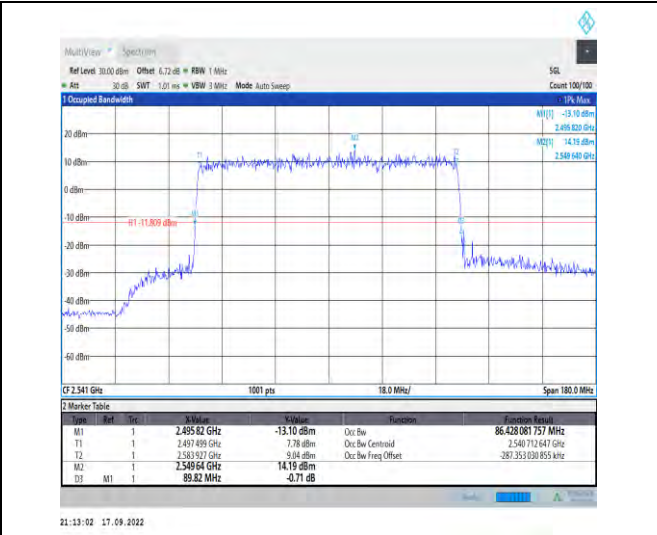 MultiView Spectrum
Ref Level 30.00 dBm Offset 6.72 dB RBW 1 MHz SGL
Att 30 dB SWT 1.01 ms VBW 3 MHz Mode Auto Sweep Count 100/100
1 Occupied Bandwidth 1Pk Max
M1[1] -13.10 dBm
2.495 820 GHz
M2[1] 14.19 dBm
2.549 640 GHz
20 dBm
10 dBm
0 dBm
-10 dBm
H1 -11.809 dBm
-20 dBm
-30 dBm
-40 dBm
-50 dBm
-60 dBm
M1
M2
CF 2.541 GHz 1001 pts 18.0 MHz/ Span 180.0 MHz
2 Marker Table
Type Ref Trc X-Value Y-Value Function Function Result
M1 1 2.495 82 GHz -13.10 dBm Occ Bw 86.428 081 757 MHz
T1 1 2.497 499 GHz 7.78 dBm Occ Bw Centroid 2.540 712 647 GHz
T2 1 2.583 927 GHz 9.04 dBm Occ Bw Freq Offset -287.353 030 855 kHz
M2 1 2.549 64 GHz 14.19 dBm
D3 M1 1 89.82 MHz -0.71 dB
21:13:02 17.09.2022